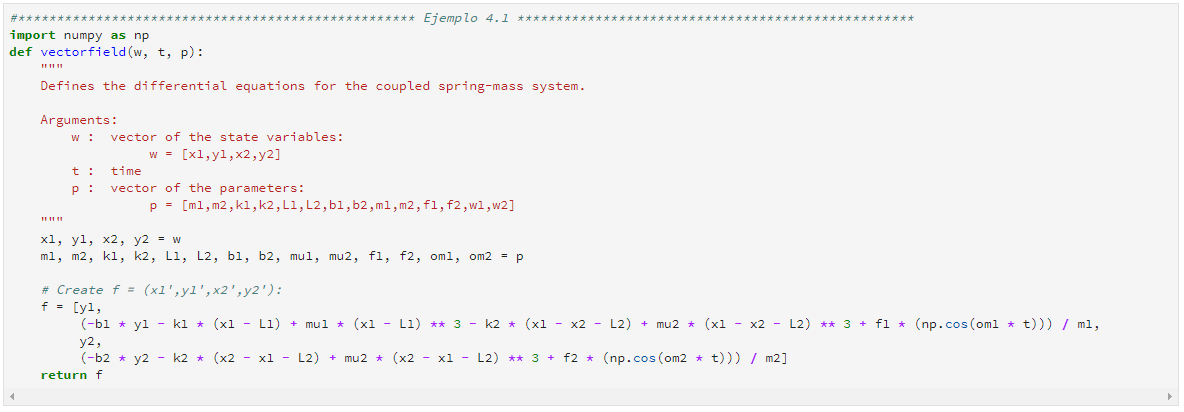 #*************************************************** Ejemplo 4.1 ***************************************************
import numpy as np
def vectorfield(w, t, p):
    """
    Defines the differential equations for the coupled spring-mass system.

    Arguments:
        w :  vector of the state variables:
                  w = [x1,y1,x2,y2]
        t :  time
        p :  vector of the parameters:
                  p = [m1,m2,k1,k2,L1,L2,b1,b2,m1,m2,f1,f2,w1,w2]
    """
    x1, y1, x2, y2 = w
    m1, m2, k1, k2, L1, L2, b1, b2, mu1, mu2, f1, f2, om1, om2 = p

    # Create f = (x1',y1',x2',y2'):
    f = [y1,
         (-b1 * y1 - k1 * (x1 - L1) + mu1 * (x1 - L1) ** 3 - k2 * (x1 - x2 - L2) + mu2 * (x1 - x2 - L2) ** 3 + f1 * (np.cos(om1 * t))) / m1,
         y2,
         (-b2 * y2 - k2 * (x2 - x1 - L2) + mu2 * (x2 - x1 - L2) ** 3 + f2 * (np.cos(om2 * t))) / m2]
    return f